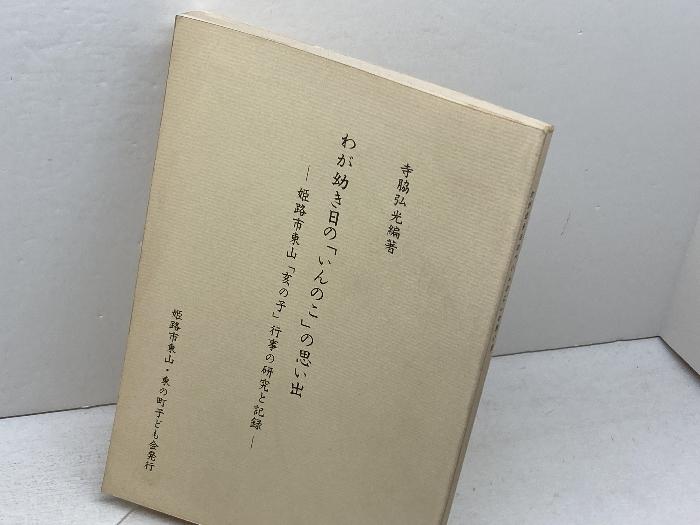 寺脇弘光編著
わが幼き日の「いんのこ」の思い出
―姫路市東山「亥の子」行事の研究と記録―
姫路市東山・東の町子ども会発行